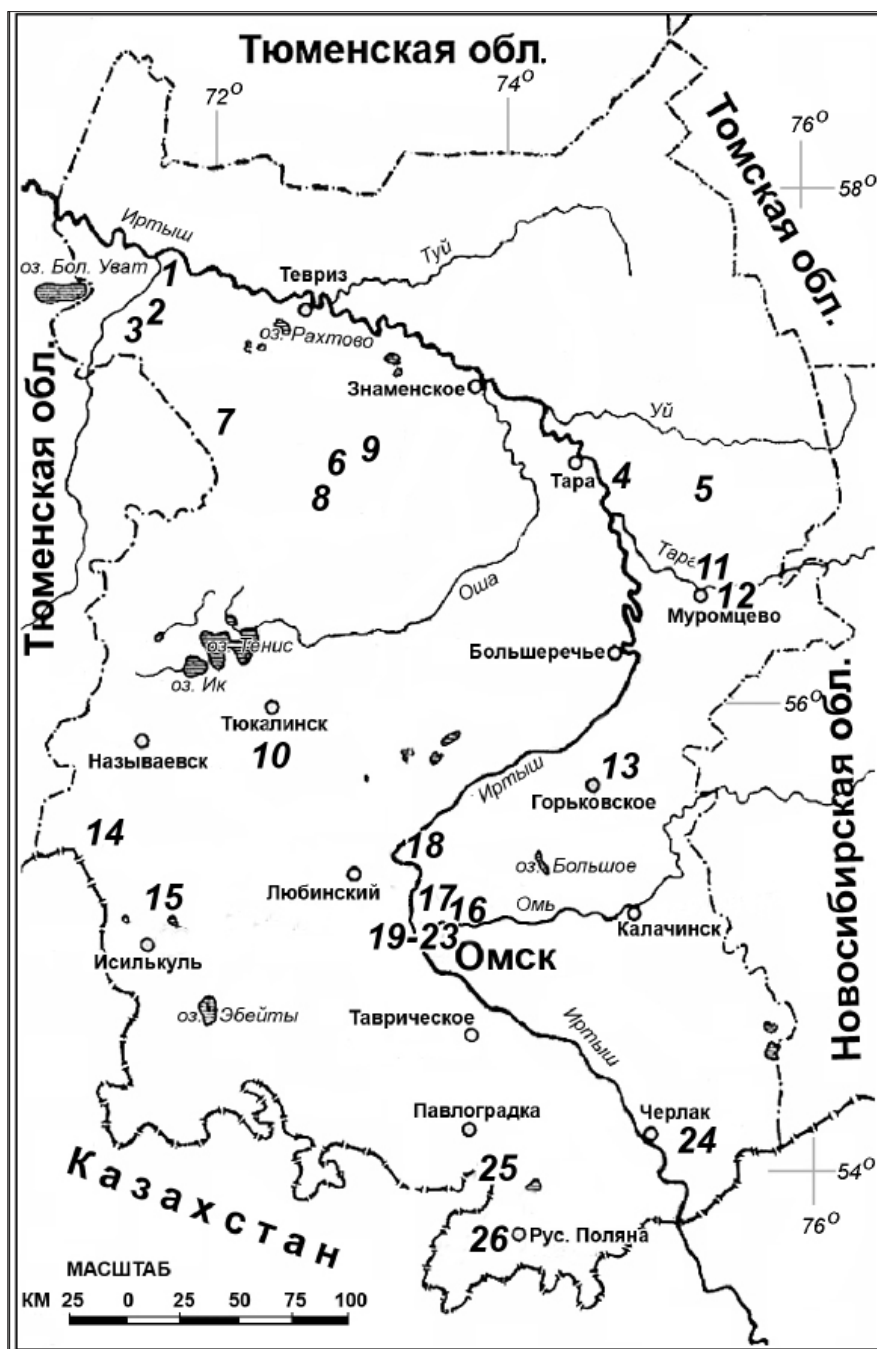 Тюменская обл.
72°
74°
76°
Томская обл.
58°
Иртыш
оз. Бол. Уват
1
Тевриз
Туй
2
3
оз. Рахтово
Тюменская обл.
Знаменское
7
Уй
9
6
8
Тара
4
5
Тара
11
12
Муромцево
Оша
оз. Тенис
Большеречье
оз. Ик
56°
Тюкалинск
Называевск
10
Иртыш
13
Горьковское
Новосибирская обл.
14
18
оз. Большое
Любинский
15
17
16
Омь
19-23
Калачинск
Омск
Исилькуль
оз. Эбейты
Таврическое
Иртыш
Павлоградка
Черлак
24
25
54°
Казахстан
76°
26
Рус. Поляна
МАСШТАБ
КМ 25 0 25 50 75 100